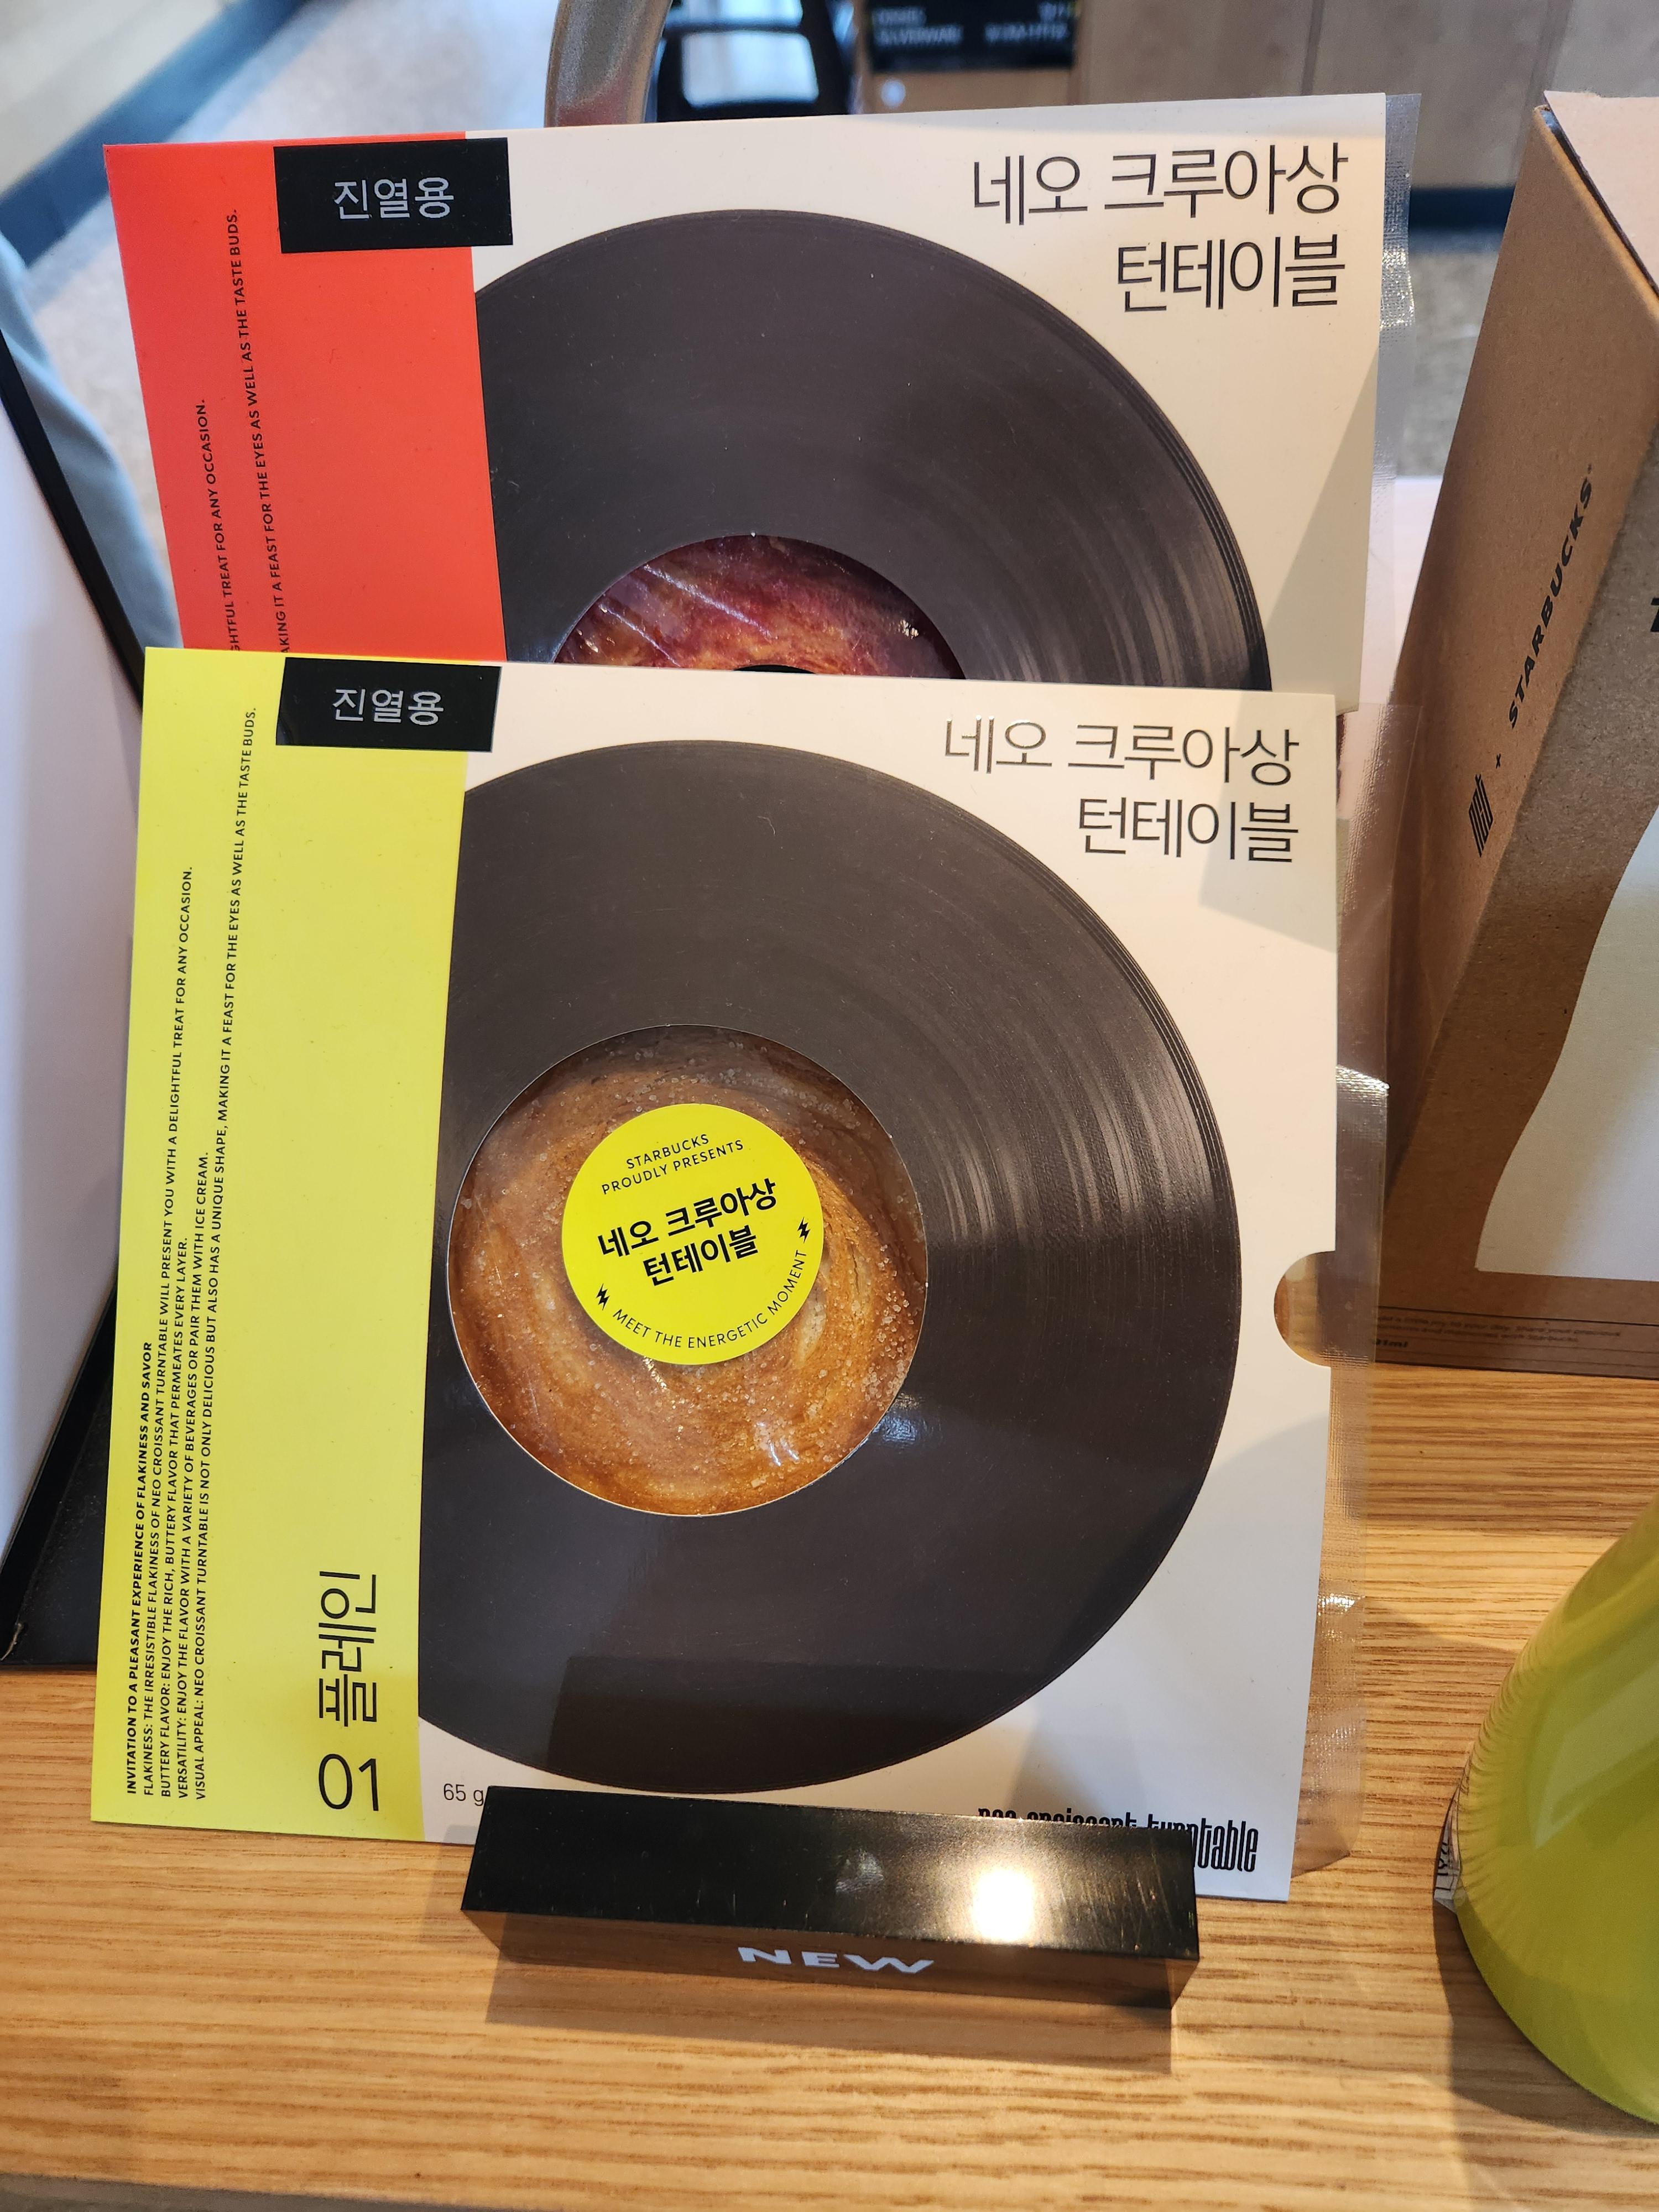 진열용
네오 크루아상
턴테이블
TREAT FOR ANY OCCASION.
IT A FEAST FOR THE EYES AS WELL AS THE TASTE BUDS.
진열용
네오 크루아상
턴테이블
INVITATION TO A PLEASANT EXPERIENCE OF FLAKINESS AND SAVOR
FLAKINESS: THE IRRESISTIBLE FLAKINESS OF NEO CROISSANT TURNTABLE WILL PRESENT YOU WITH A DELIGHTFUL TREAT FOR ANY OCCASION.
BUTTERY FLAVOR: ENJOY THE RICH, BUTTERY FLAVOR THAT PERMEATES EVERY LAYER.
VERSATILITY: ENJOY THE FLAVOR WITH A VARIETY OF BEVERAGES OR PAIR THEM WITH ICE CREAM.
VISUAL APPEAL: NEO CROISSANT TURNTABLE IS NOT ONLY DELICIOUS BUT ALSO HAS A UNIQUE SHAPE, MAKING IT A FEAST FOR THE EYES AS WELL AS THE TASTE BUDS.
01 플레인
STARBUCKS
PROUDLY PRESENTS
네오 크루아상
턴테이블
MEET THE ENERGETIC MOMENT
65 g
neo croissant turntable
NEW
+ STARBUCKS